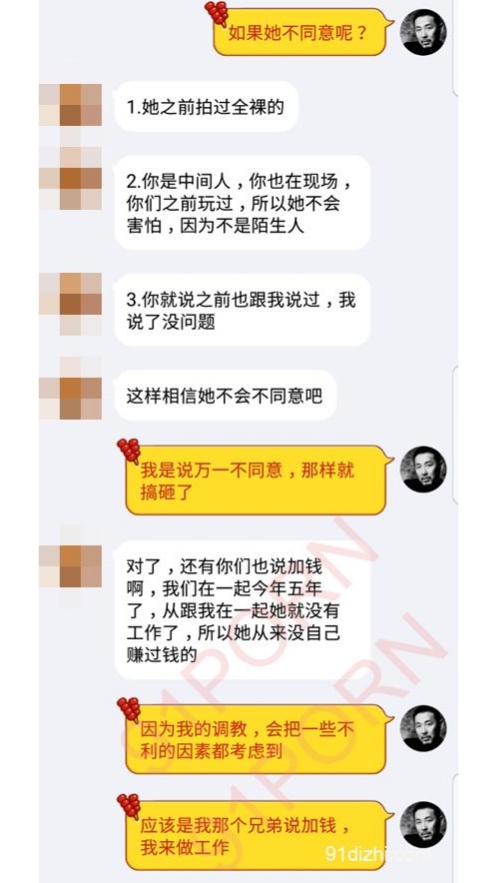 如果她不同意呢？
1.她之前拍过全裸的
2.你是中间人，你也在现场，
你们之前玩过，所以她不会
害怕，因为不是陌生人
3.你就说之前也跟我说过，我
说了没问题
这样相信她不会不同意吧
我是说万一不同意，那样就
搞砸了
对了，还有你们也说加钱
啊，我们在一起今年五年
了，从跟我在一起她就没有
工作了，所以她从来没自己
赚过钱的
因为我的调教，会把一些不
利的因素都考虑到
应该是我那个兄弟说加钱，
我来做工作
91PORN
91PORN